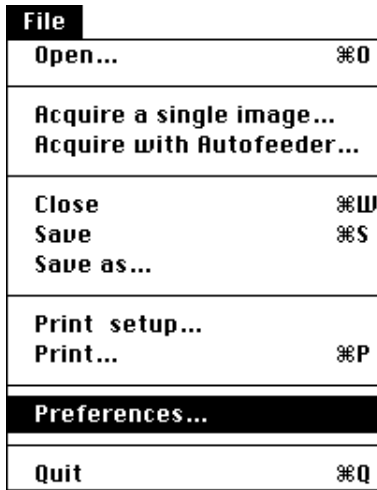 File
Open... ⌘O
Acquire a single image...
Acquire with Autofeeder...
Close ⌘W
Save ⌘S
Save as...
Print setup...
Print... ⌘P
Preferences...
Quit ⌘Q